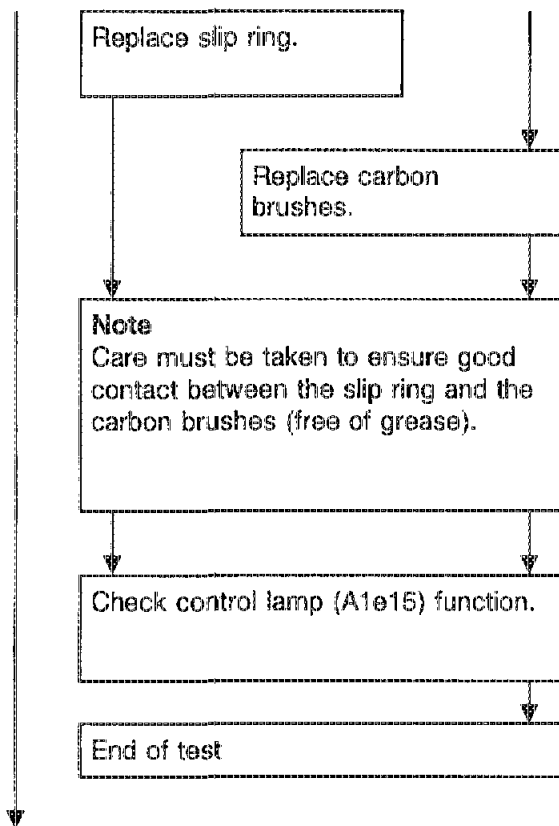 Replace slip ring.
Replace carbon
brushes.
Note
Care must be taken to ensure good
contact between the slip ring and the
carbon brushes (free of grease).
Check control lamp (A1e15) function.
End of test